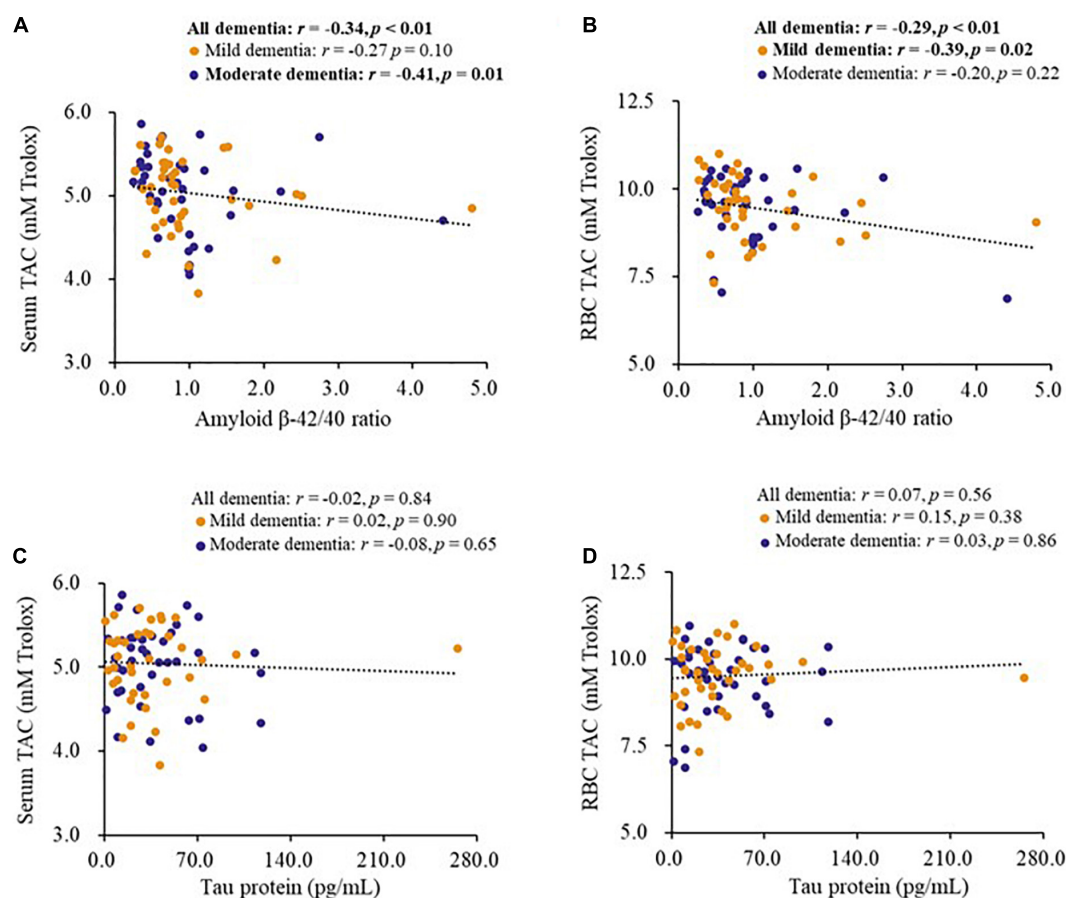 A
All dementia: r = -0.34, p < 0.01
Mild dementia: r = -0.27 p = 0.10
Moderate dementia: r = -0.41, p = 0.01
6.0
5.0
4.0
3.0
Serum TAC (mM Trolox)
0.0 1.0 2.0 3.0 4.0 5.0
Amyloid β-42/40 ratio
B
All dementia: r = -0.29, p < 0.01
Mild dementia: r = -0.39, p = 0.02
Moderate dementia: r = -0.20, p = 0.22
12.5
10.0
7.5
5.0
RBC TAC (mM Trolox)
0.0 1.0 2.0 3.0 4.0 5.0
Amyloid β-42/40 ratio
C
All dementia: r = -0.02, p = 0.84
Mild dementia: r = 0.02, p = 0.90
Moderate dementia: r = -0.08, p = 0.65
6.0
5.0
4.0
3.0
Serum TAC (mM Trolox)
0.0 70.0 140.0 210.0 280.0
Tau protein (pg/mL)
D
All dementia: r = 0.07, p = 0.56
Mild dementia: r = 0.15, p = 0.38
Moderate dementia: r = 0.03, p = 0.86
12.5
10.0
7.5
5.0
RBC TAC (mM Trolox)
0.0 70.0 140.0 210.0 280.0
Tau protein (pg/mL)